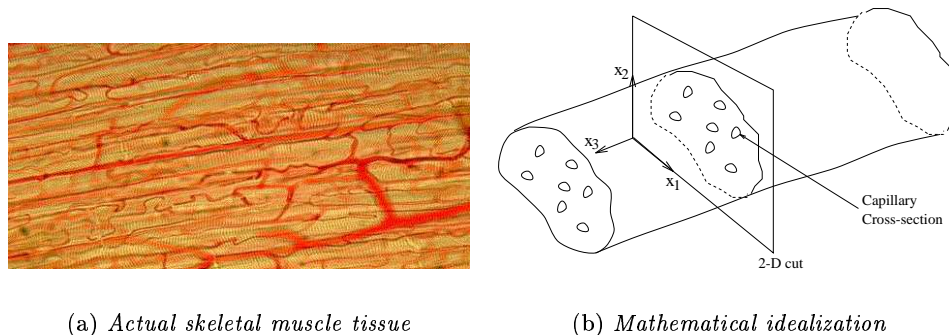 x2
x3
x1
Capillary
Cross-section
2-D cut
(a) Actual skeletal muscle tissue
(b) Mathematical idealization